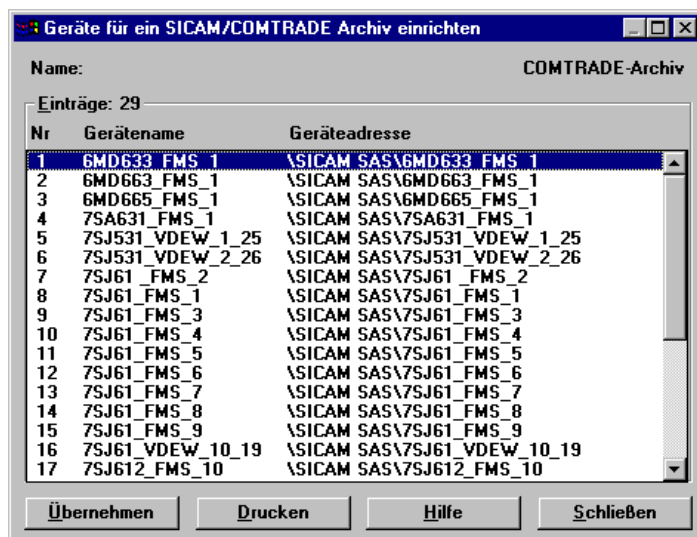 Geräte für ein SICAM/COMTRADE Archiv einrichten
Name: COMTRADE-Archiv
Einträge: 29
Nr Gerätename Geräteadresse
1 6MD633_FMS_1 \SICAM SAS\6MD633_FMS_1
2 6MD663_FMS_1 \SICAM SAS\6MD663_FMS_1
3 6MD665_FMS_1 \SICAM SAS\6MD665_FMS_1
4 7SA631_FMS_1 \SICAM SAS\7SA631_FMS_1
5 7SJ531_VDEW_1_25 \SICAM SAS\7SJ531_VDEW_1_25
6 7SJ531_VDEW_2_26 \SICAM SAS\7SJ531_VDEW_2_26
7 7SJ61 _FMS_2 \SICAM SAS\7SJ61 _FMS_2
8 7SJ61_FMS_1 \SICAM SAS\7SJ61_FMS_1
9 7SJ61_FMS_3 \SICAM SAS\7SJ61_FMS_3
10 7SJ61_FMS_4 \SICAM SAS\7SJ61_FMS_4
11 7SJ61_FMS_5 \SICAM SAS\7SJ61_FMS_5
12 7SJ61_FMS_6 \SICAM SAS\7SJ61_FMS_6
13 7SJ61_FMS_7 \SICAM SAS\7SJ61_FMS_7
14 7SJ61_FMS_8 \SICAM SAS\7SJ61_FMS_8
15 7SJ61_FMS_9 \SICAM SAS\7SJ61_FMS_9
16 7SJ61_VDEW_10_19 \SICAM SAS\7SJ61_VDEW_10_19
17 7SJ612_FMS_10 \SICAM SAS\7SJ612_FMS_10
Übernehmen Drucken Hilfe Schließen